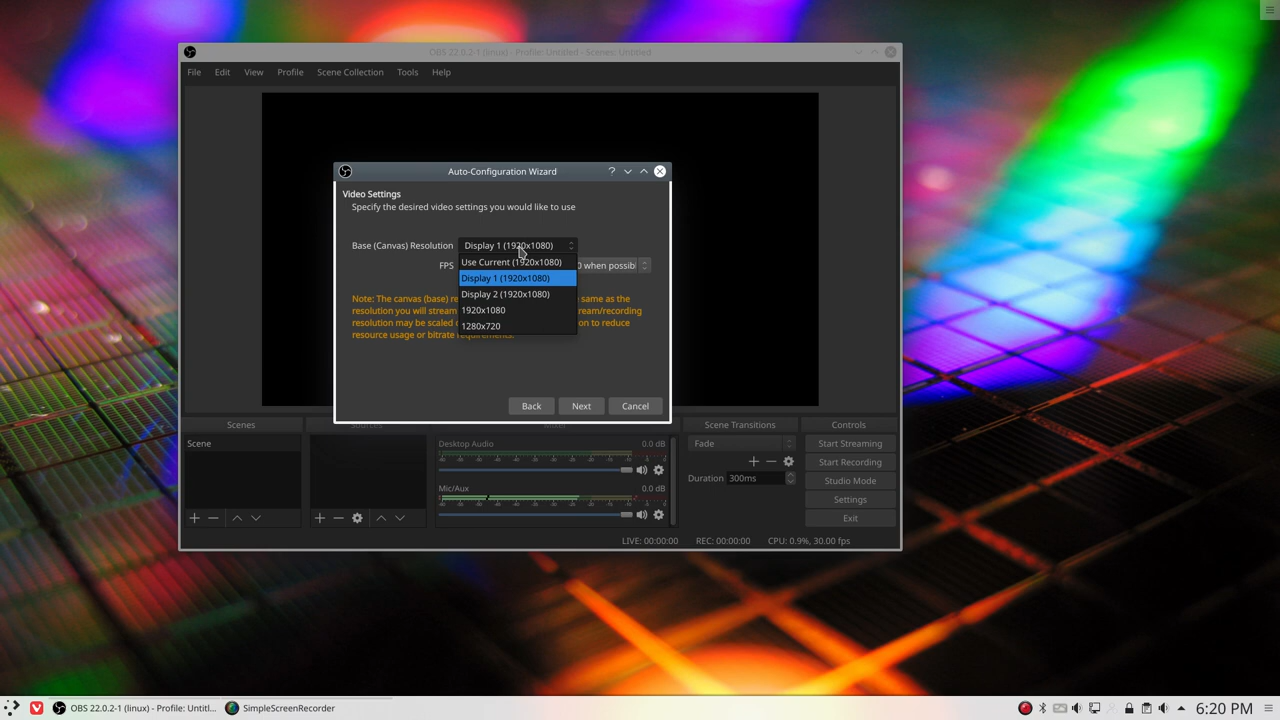 OBS 22.0.2-1 (linux) - Profile: Untitled - Scenes: Untitled
File Edit View Profile Scene Collection Tools Help
Auto-Configuration Wizard
Video Settings
Specify the desired video settings you would like to use
Base (Canvas) Resolution Display 1 (1920x1080)
Use Current (1920x1080)
FPS 0 when possib
Display 1 (1920x1080)
Display 2 (1920x1080)
1920x1080
1280x720
Note: The canvas (base) re same as the
resolution you will stream tream/recording
resolution may be scaled on to reduce
resource usage or bitrate requirements.
Back Next Cancel
Scenes Sources Mixer Scene Transitions Controls
Scene
Desktop Audio 0.0 dB
Mic/Aux 0.0 dB
Fade
Duration 300ms
Start Streaming
Start Recording
Studio Mode
Settings
Exit
LIVE: 00:00:00 REC: 00:00:00 CPU: 0.9%, 30.00 fps
OBS 22.0.2-1 (linux) - Profile: Untitl... SimpleScreenRecorder 6:20 PM